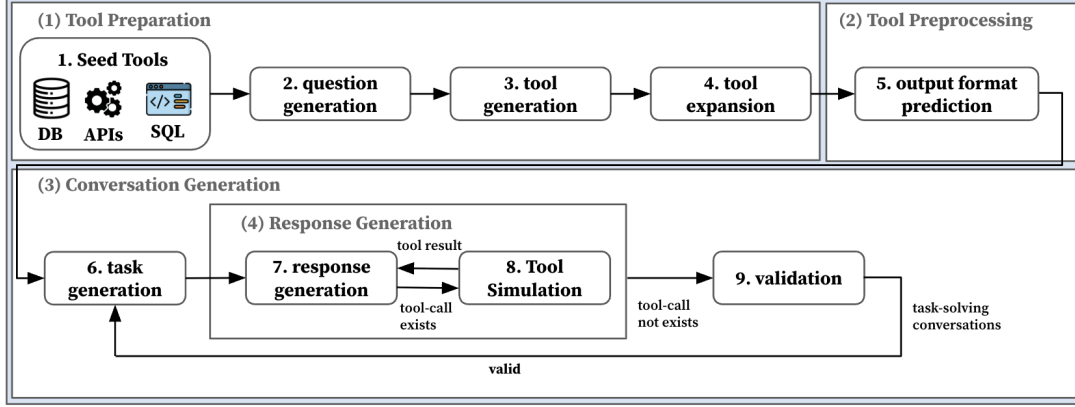 (1) Tool Preparation
(2) Tool Preprocessing
1. Seed Tools
DB
APIs
SQL
2. question
generation
3. tool
generation
4. tool
expansion
5. output format
prediction
(3) Conversation Generation
(4) Response Generation
6. task
generation
7. response
generation
tool result
tool-call
exists
8. Tool
Simulation
tool-call
not exists
9. validation
task-solving
conversations
valid